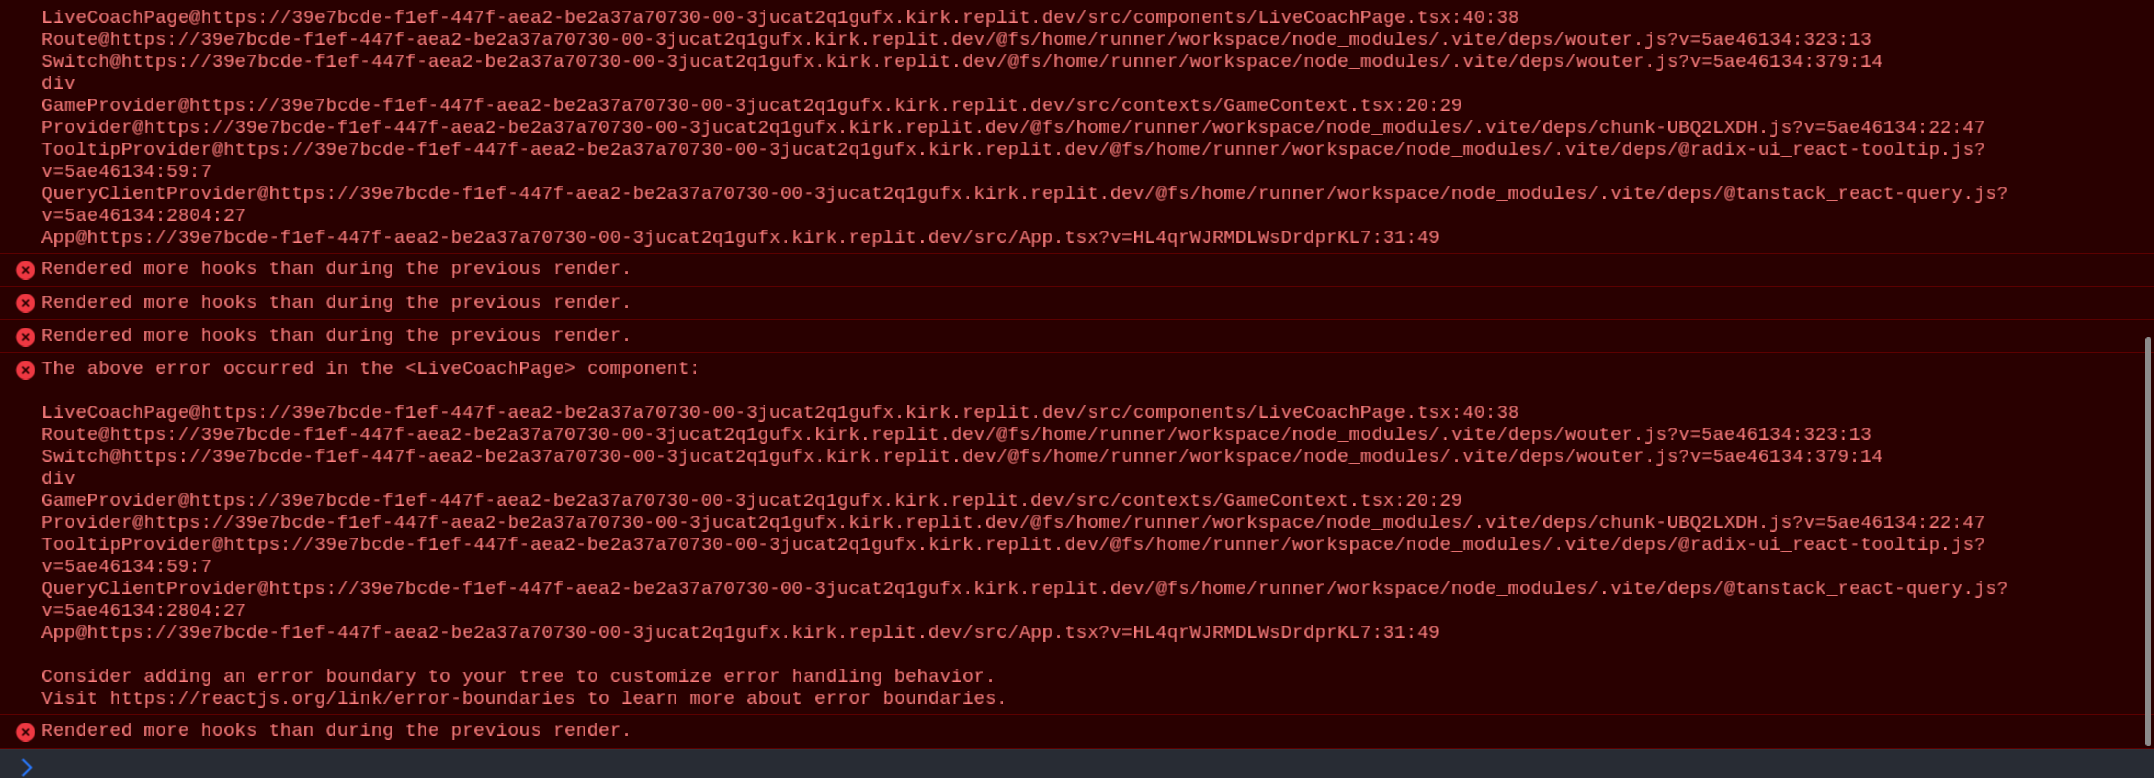 LiveCoachPage@https://39e7bcde-f1ef-447f-aea2-be2a37a70730-00-3jucat2q1gufx.kirk.replit.dev/src/components/LiveCoachPage.tsx:40:38
Route@https://39e7bcde-f1ef-447f-aea2-be2a37a70730-00-3jucat2q1gufx.kirk.replit.dev/@fs/home/runner/workspace/node_modules/.vite/deps/wouter.js?v=5ae46134:323:13
Switch@https://39e7bcde-f1ef-447f-aea2-be2a37a70730-00-3jucat2q1gufx.kirk.replit.dev/@fs/home/runner/workspace/node_modules/.vite/deps/wouter.js?v=5ae46134:379:14
div
GameProvider@https://39e7bcde-f1ef-447f-aea2-be2a37a70730-00-3jucat2q1gufx.kirk.replit.dev/src/contexts/GameContext.tsx:20:29
Provider@https://39e7bcde-f1ef-447f-aea2-be2a37a70730-00-3jucat2q1gufx.kirk.replit.dev/@fs/home/runner/workspace/node_modules/.vite/deps/chunk-UBQ2LXDH.js?v=5ae46134:22:47
TooltipProvider@https://39e7bcde-f1ef-447f-aea2-be2a37a70730-00-3jucat2q1gufx.kirk.replit.dev/@fs/home/runner/workspace/node_modules/.vite/deps/@radix-ui_react-tooltip.js?
v=5ae46134:59:7
QueryClientProvider@https://39e7bcde-f1ef-447f-aea2-be2a37a70730-00-3jucat2q1gufx.kirk.replit.dev/@fs/home/runner/workspace/node_modules/.vite/deps/@tanstack_react-query.js?
v=5ae46134:2804:27
App@https://39e7bcde-f1ef-447f-aea2-be2a37a70730-00-3jucat2q1gufx.kirk.replit.dev/src/App.tsx?v=HL4qrWJRMDLWsDrdprKL7:31:49
Rendered more hooks than during the previous render.
Rendered more hooks than during the previous render.
Rendered more hooks than during the previous render.
The above error occurred in the <LiveCoachPage> component:
LiveCoachPage@https://39e7bcde-f1ef-447f-aea2-be2a37a70730-00-3jucat2q1gufx.kirk.replit.dev/src/components/LiveCoachPage.tsx:40:38
Route@https://39e7bcde-f1ef-447f-aea2-be2a37a70730-00-3jucat2q1gufx.kirk.replit.dev/@fs/home/runner/workspace/node_modules/.vite/deps/wouter.js?v=5ae46134:323:13
Switch@https://39e7bcde-f1ef-447f-aea2-be2a37a70730-00-3jucat2q1gufx.kirk.replit.dev/@fs/home/runner/workspace/node_modules/.vite/deps/wouter.js?v=5ae46134:379:14
div
GameProvider@https://39e7bcde-f1ef-447f-aea2-be2a37a70730-00-3jucat2q1gufx.kirk.replit.dev/src/contexts/GameContext.tsx:20:29
Provider@https://39e7bcde-f1ef-447f-aea2-be2a37a70730-00-3jucat2q1gufx.kirk.replit.dev/@fs/home/runner/workspace/node_modules/.vite/deps/chunk-UBQ2LXDH.js?v=5ae46134:22:47
TooltipProvider@https://39e7bcde-f1ef-447f-aea2-be2a37a70730-00-3jucat2q1gufx.kirk.replit.dev/@fs/home/runner/workspace/node_modules/.vite/deps/@radix-ui_react-tooltip.js?
v=5ae46134:59:7
QueryClientProvider@https://39e7bcde-f1ef-447f-aea2-be2a37a70730-00-3jucat2q1gufx.kirk.replit.dev/@fs/home/runner/workspace/node_modules/.vite/deps/@tanstack_react-query.js?
v=5ae46134:2804:27
App@https://39e7bcde-f1ef-447f-aea2-be2a37a70730-00-3jucat2q1gufx.kirk.replit.dev/src/App.tsx?v=HL4qrWJRMDLWsDrdprKL7:31:49
Consider adding an error boundary to your tree to customize error handling behavior.
Visit https://reactjs.org/link/error-boundaries to learn more about error boundaries.
Rendered more hooks than during the previous render.